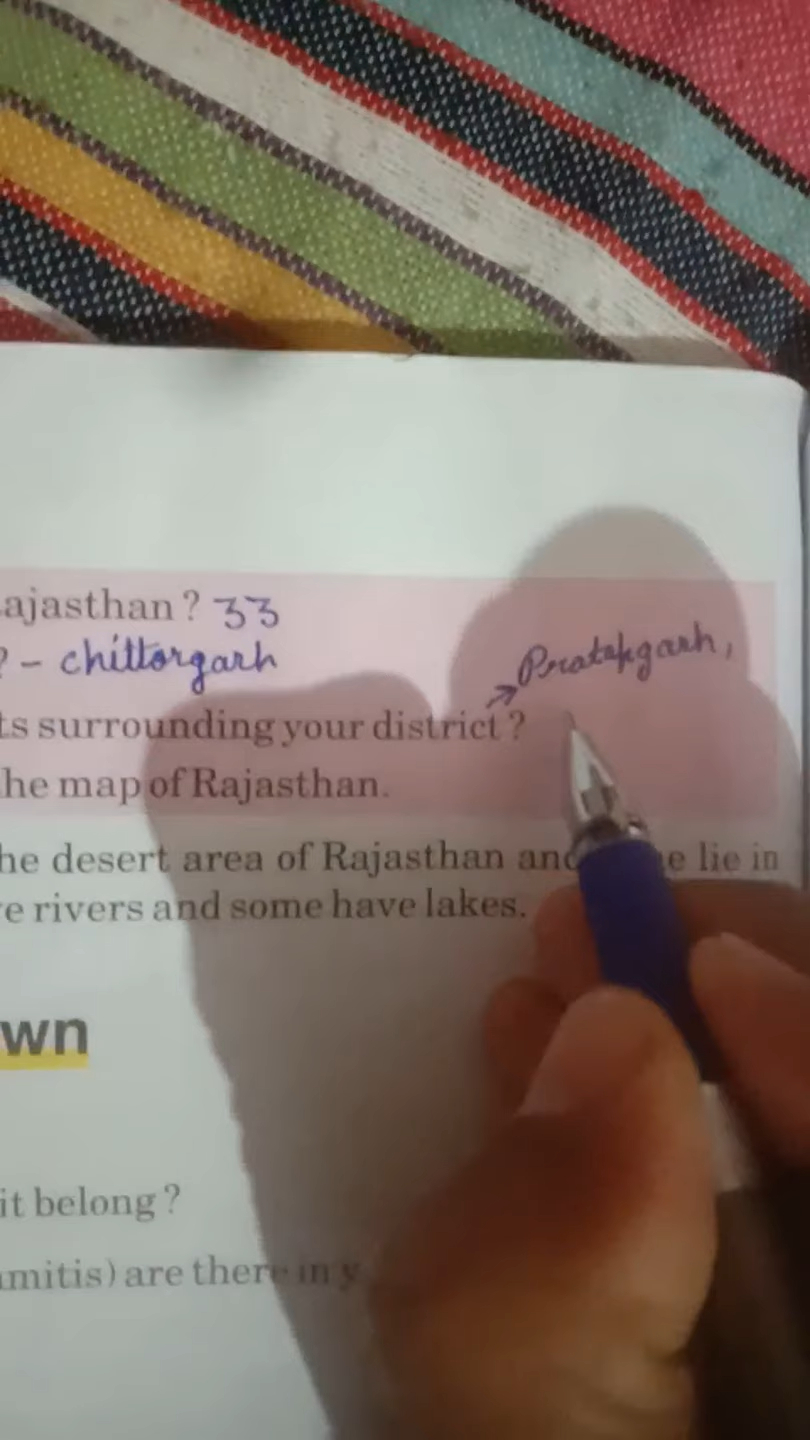 ajasthan ? 33
? - chittorgarh
→ Pratapgarh,
ts surrounding your district ?
he map of Rajasthan.
he desert area of Rajasthan and e lie in
e rivers and some have lakes.
wn
it belong ?
mitis) are there in y